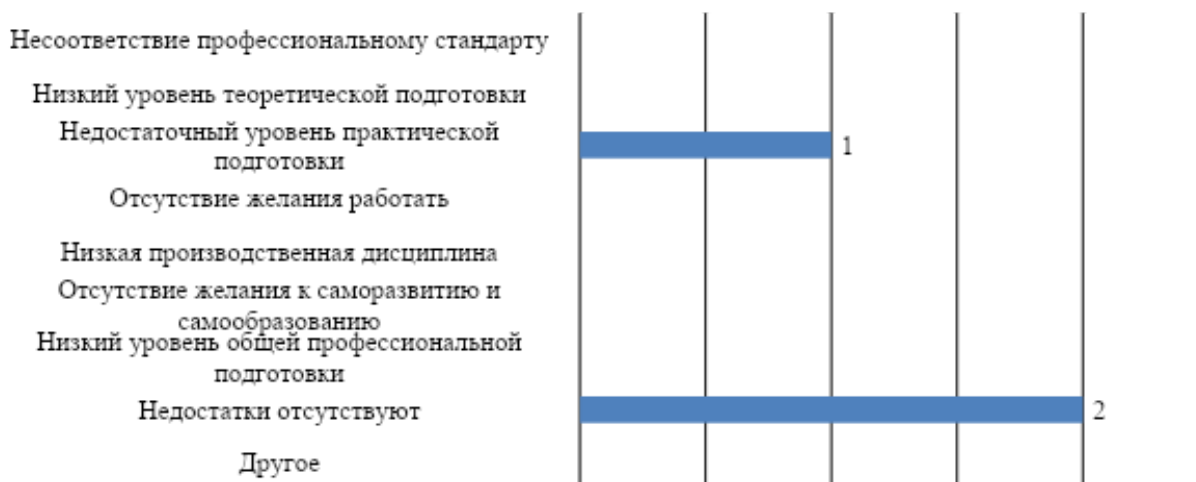 Несоответствие профессиональному стандарту
Низкий уровень теоретической подготовки
Недостаточный уровень практической
подготовки
1
Отсутствие желания работать
Низкая производственная дисциплина
Отсутствие желания к саморазвитию и
самообразованию
Низкий уровень общей профессиональной
подготовки
Недостатки отсутствуют
2
Другое